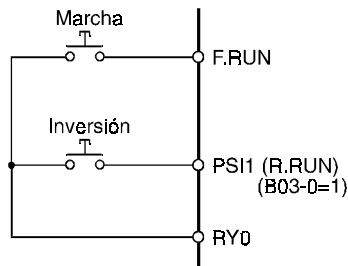 Marcha
F.RUN
Inversión
PSI1 (R.RUN)
(B03-0=1)
RY0